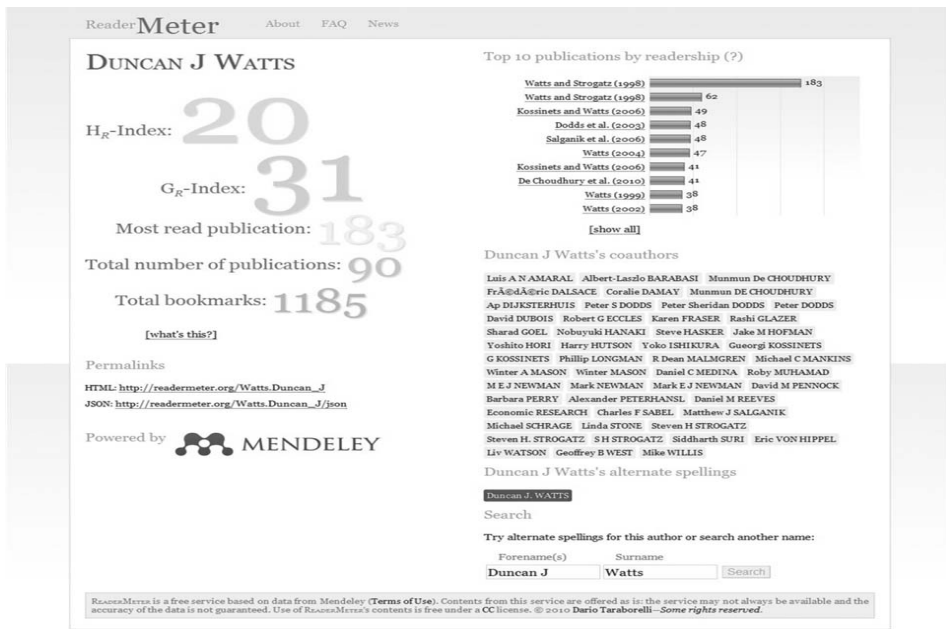 ReaderMeter About FAQ News
DUNCAN J WATTS
HR-Index: 20
GR-Index: 31
Most read publication: 183
Total number of publications: 90
Total bookmarks: 1185
[what's this?]
Permalinks
HTML: http://readermeter.org/Watts.Duncan_J
JSON: http://readermeter.org/Watts.Duncan_J/json
Powered by MENDELEY
Top 10 publications by readership (?)
Watts and Strogatz (1998) 183
Watts and Strogatz (1998) 62
Kossinets and Watts (2006) 49
Dodds et al. (2003) 48
Salganik et al. (2006) 48
Watts (2004) 47
Kossinets and Watts (2006) 41
De Choudhury et al. (2010) 41
Watts (1999) 38
Watts (2002) 38
[show all]
Duncan J Watts's coauthors
Luis A N AMARAL Albert-Laszlo BARABASI Munmun De CHOUDHURY
FrÃ©dÃ©ric DALSACE Coralie DAMAY Munmun DE CHOUDHURY
Ap DIJKSTERHUIS Peter S DODDS Peter Sheridan DODDS Peter DODDS
David DUBOIS Robert G ECCLES Karen FRASER Rashi GLAZER
Sharad GOEL Nobuyuki HANAKI Steve HASKER Jake M HOFMAN
Yoshito HORI Harry HUTSON Yoko ISHIKURA Gueorgi KOSSINETS
G KOSSINETS Phillip LONGMAN R Dean MALMGREN Michael C MANKINS
Winter A MASON Winter MASON Daniel C MEDINA Roby MUHAMAD
M E J NEWMAN Mark NEWMAN Mark E J NEWMAN David M PENNOCK
Barbara PERRY Alexander PETERHANSL Daniel M REEVES
Economic RESEARCH Charles F SABEL Matthew J SALGANIK
Michael SCHRAGE Linda STONE Steven H STROGATZ
Steven H. STROGATZ S H STROGATZ Siddharth SURI Eric VON HIPPEL
Liv WATSON Geoffrey B WEST Mike WILLIS
Duncan J Watts's alternate spellings
Duncan J. WATTS
Search
Try alternate spellings for this author or search another name:
Forename(s) Surname
Duncan J Watts Search
READERMETER is a free service based on data from Mendeley (Terms of Use). Contents from this service are offered as is: the service may not always be available and the
accuracy of the data is not guaranteed. Use of READERMETER's contents is free under a CC license. © 2010 Dario Taraborelli—Some rights reserved.